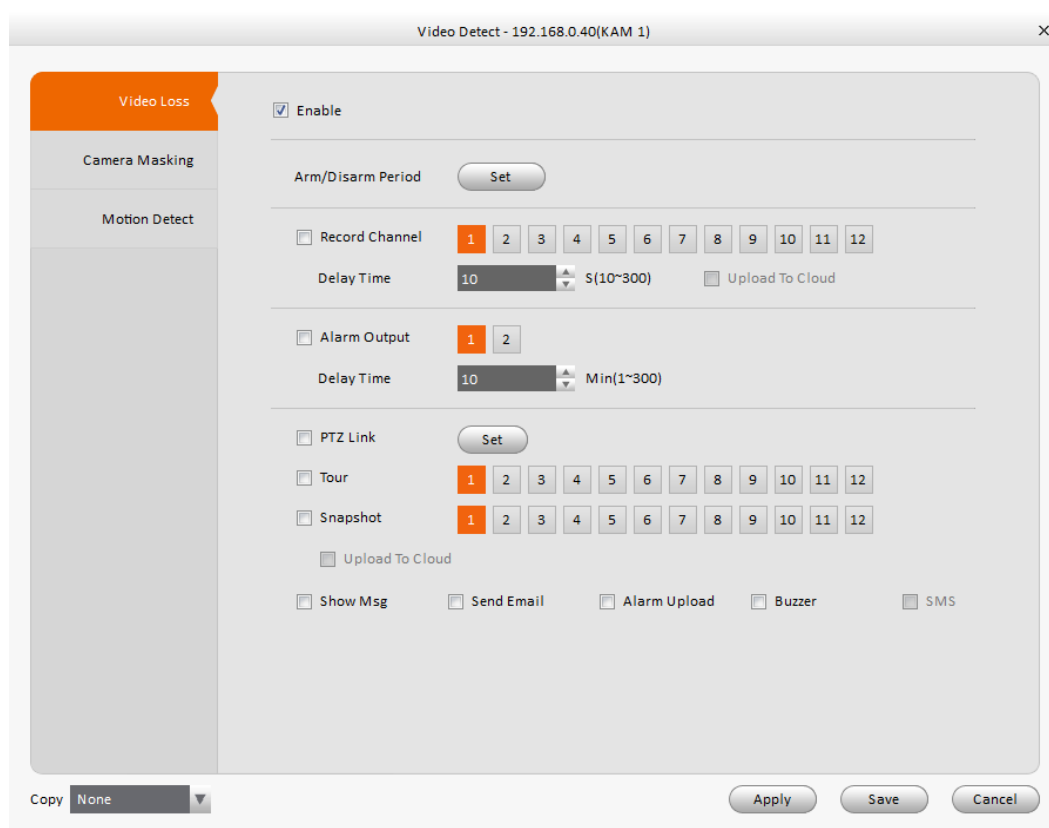 Video Detect - 192.168.0.40(KAM 1)
Video Loss
Camera Masking
Motion Detect
Enable
Arm/Disarm Period Set
Record Channel 1 2 3 4 5 6 7 8 9 10 11 12
Delay Time 10 S(10~300) Upload To Cloud
Alarm Output 1 2
Delay Time 10 Min(1~300)
PTZ Link Set
Tour 1 2 3 4 5 6 7 8 9 10 11 12
Snapshot 1 2 3 4 5 6 7 8 9 10 11 12
Upload To Cloud
Show Msg Send Email Alarm Upload Buzzer SMS
Copy None Apply Save Cancel